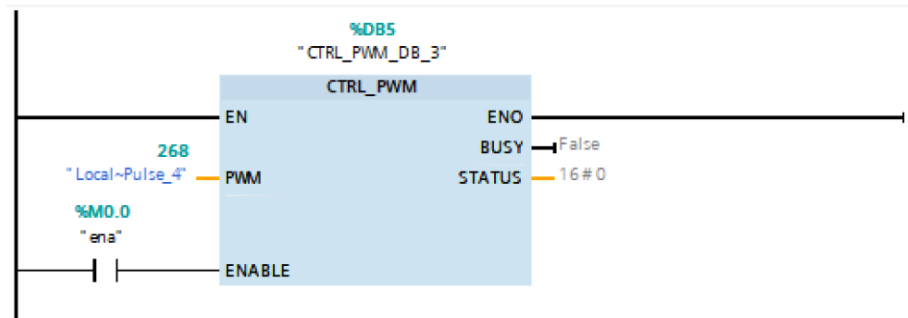 %DB5
"CTRL_PWM_DB_3"
CTRL_PWM
EN
ENO
BUSY
False
268
"Local~Pulse_4"
PWM
STATUS
16#0
%M0.0
"ena"
ENABLE